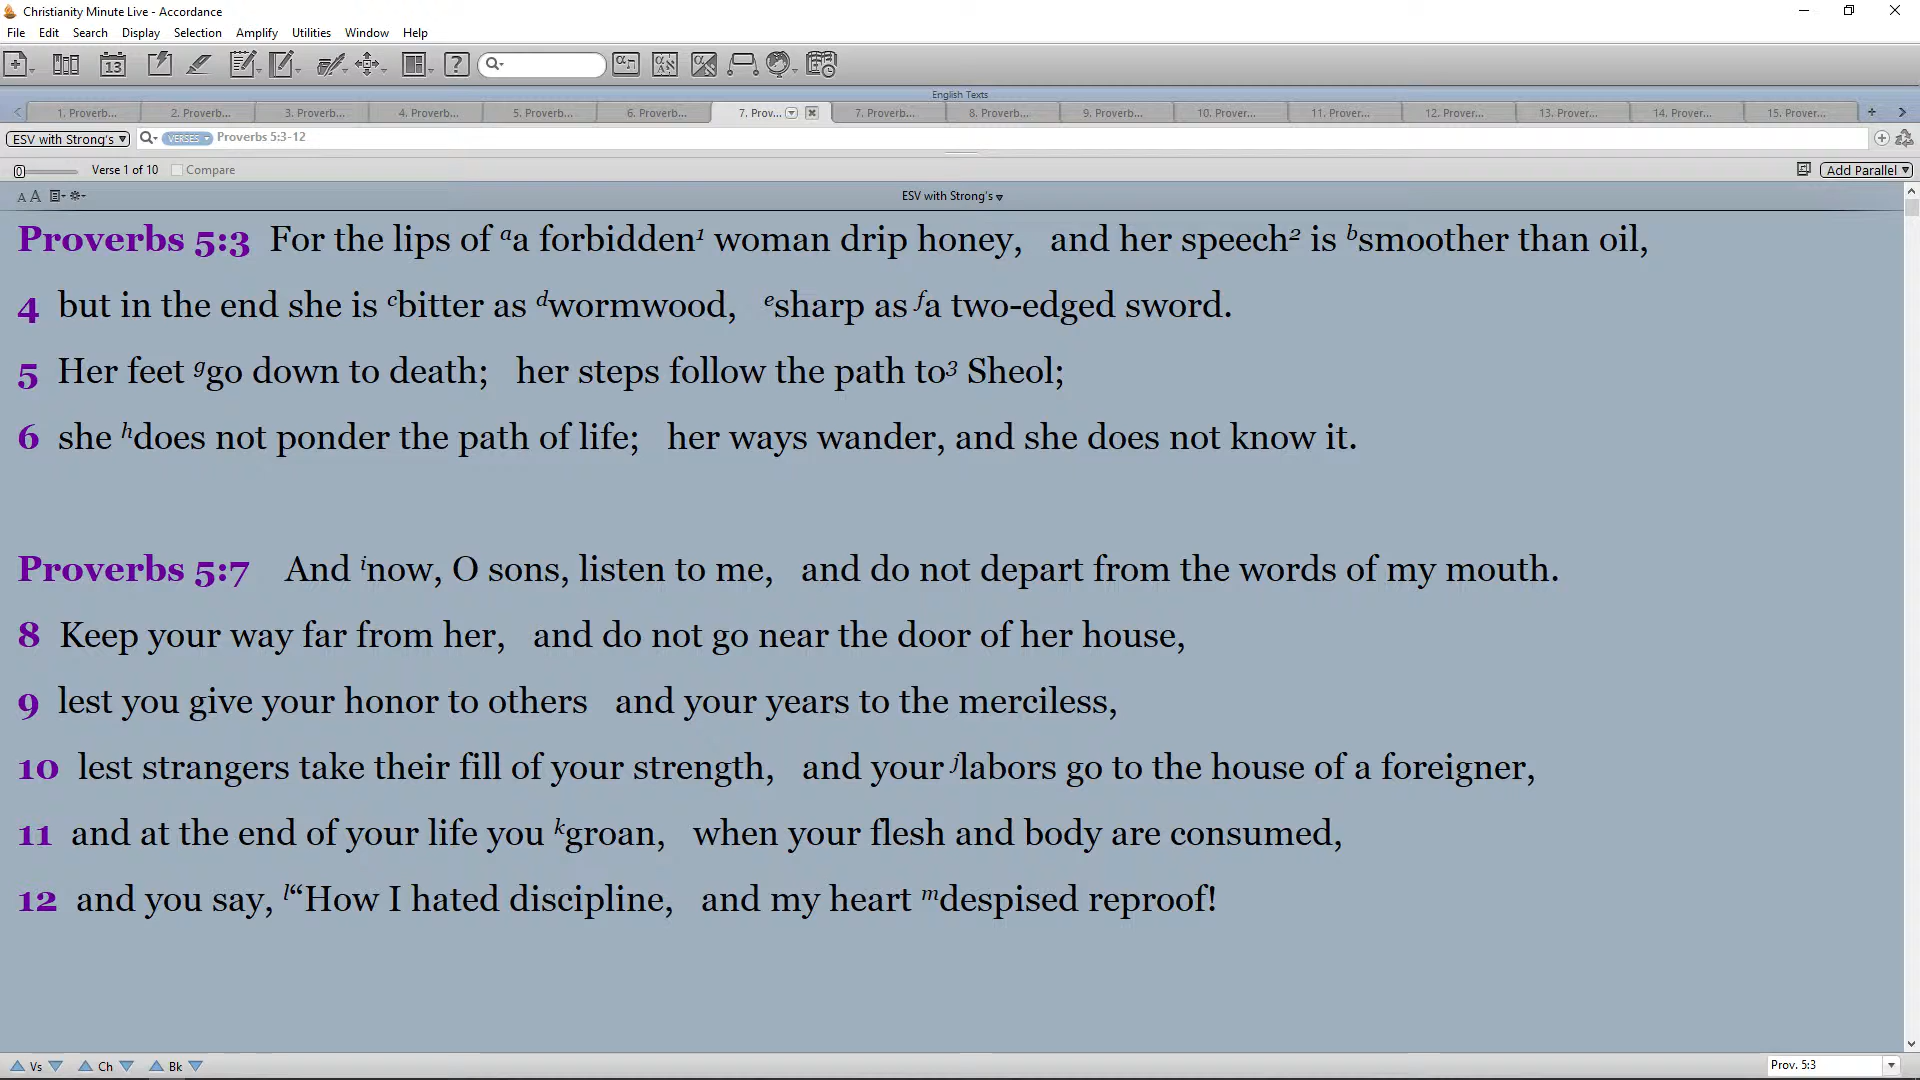 Christianity Minute Live - Accordance
File Edit Search Display Selection Amplify Utilities Window Help
13
English Texts
1. Proverb... 2. Proverb... 3. Proverb... 4. Proverb... 5. Proverb... 6. Proverb... 7. Prov... 7. Proverb... 8. Proverb... 9. Proverb... 10. Prover... 11. Prover... 12. Prover... 13. Prover... 14. Prover... 15. Prover...
ESV with Strong's VERSES Proverbs 5:3-12
0 Verse 1 of 10 Compare Add Parallel
A A ESV with Strong's
Proverbs 5:3 For the lips of a a forbidden1 woman drip honey, and her speech2 is b smoother than oil,
4 but in the end she is c bitter as d wormwood, e sharp as f a two-edged sword.
5 Her feet g go down to death; her steps follow the path to3 Sheol;
6 she h does not ponder the path of life; her ways wander, and she does not know it.
Proverbs 5:7 And i now, O sons, listen to me, and do not depart from the words of my mouth.
8 Keep your way far from her, and do not go near the door of her house,
9 lest you give your honor to others and your years to the merciless,
10 lest strangers take their fill of your strength, and your j labors go to the house of a foreigner,
11 and at the end of your life you k groan, when your flesh and body are consumed,
12 and you say, l “How I hated discipline, and my heart m despised reproof!
Vs Ch Bk Prov. 5:3